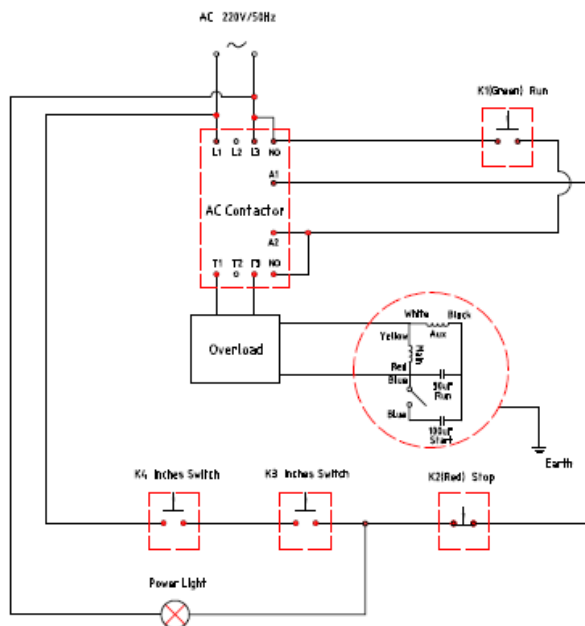 AC 220V/50Hz
K1(Green) Run
L1 L2 L3 NO
A1
AC Contactor
A2
T1 T2 T3 NO
White Black
Aux
Yellow
Main
Overload
Red
Blue
50uF
Run
Blue
100uF
Start
Earth
K4 Inches Switch K3 Inches Switch K2(Red) Stop
Power Light